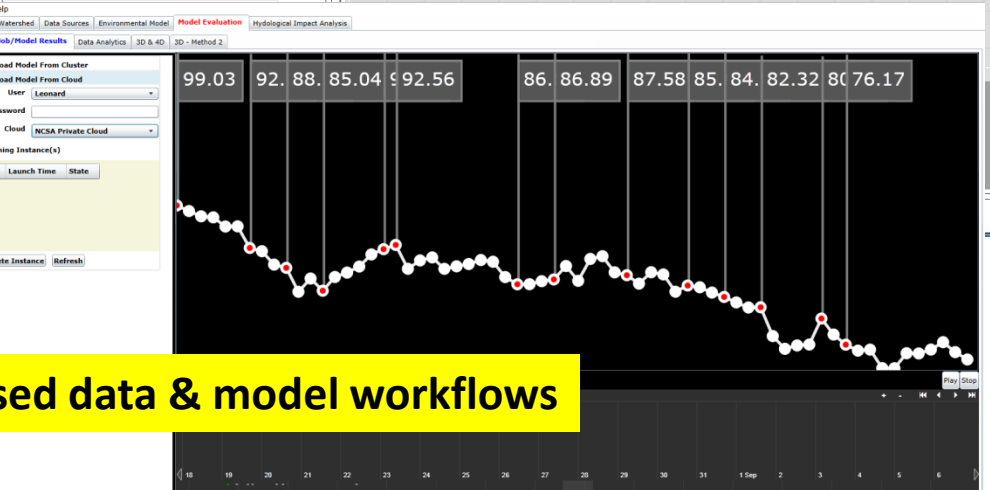 elp
Watershed Data Sources Environmental Model Model Evaluation Hydrological Impact Analysis
Job/Model Results Data Analytics 3D & 4D 3D - Method 2
oad Model From Cluster
oad Model From Cloud
User Leonard
ssword
Cloud NCSA Private Cloud
ning Instance(s)
Launch Time State
ete Instance Refresh
99.03 92. 88. 85.04 9 92.56 86. 86.89 87.58 85. 84. 82.32 80 76.17
sed data & model workflows
Play Stop
+ -
18 19 20 21 22 23 24 25 26 27 28 29 30 31 1 Sep 2 3 4 5 6